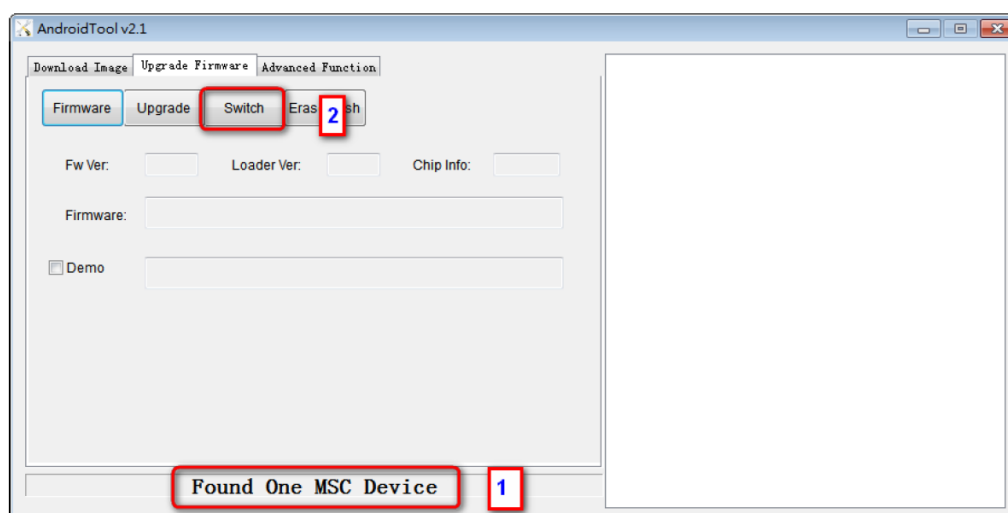 AndroidTool v2.1
Download Image Upgrade Firmware Advanced Function
Firmware Upgrade Switch
2
Fw Ver: Loader Ver: Chip Info:
Firmware:
Demo
Found One MSC Device 1